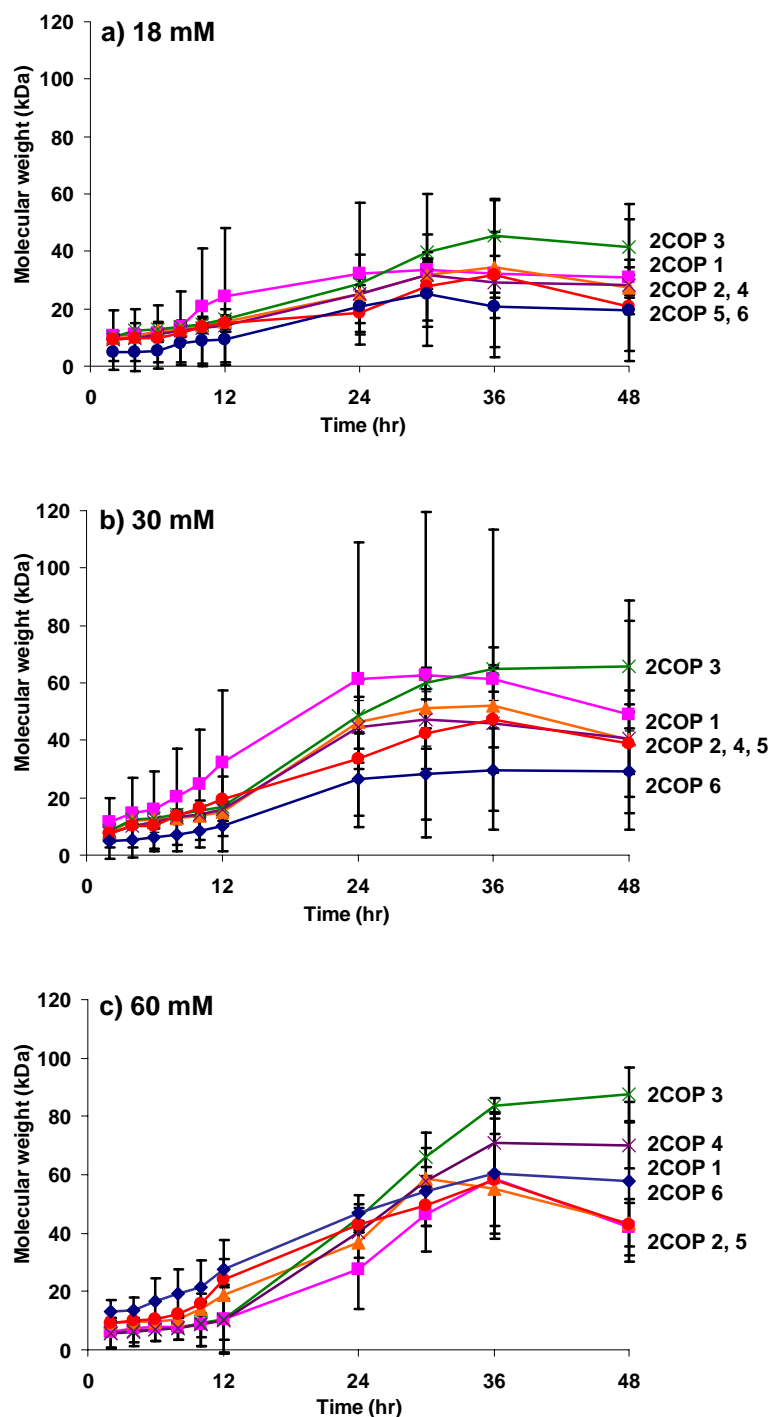 a) 18 mM
Molecular weight (kDa)
120
100
80
60
40
20
0
0 12 24 36 48
Time (hr)
2COP 3
2COP 1
2COP 2, 4
2COP 5, 6
b) 30 mM
Molecular weight (kDa)
120
100
80
60
40
20
0
0 12 24 36 48
Time (hr)
2COP 3
2COP 1
2COP 2, 4, 5
2COP 6
c) 60 mM
Molecular weight (kDa)
120
100
80
60
40
20
0
0 12 24 36 48
Time (hr)
2COP 3
2COP 4
2COP 1
2COP 6
2COP 2, 5